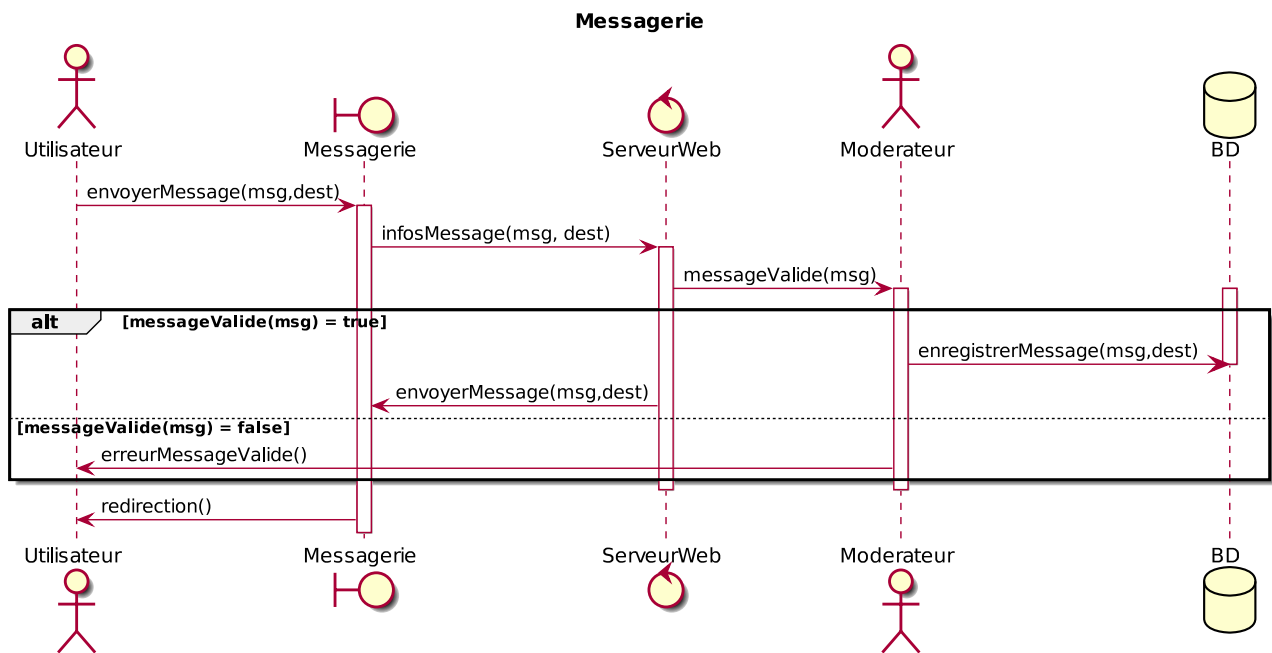 Messagerie
Utilisateur
Messagerie
ServeurWeb
Moderateur
BD
envoyerMessage(msg,dest)
infosMessage(msg, dest)
messageValide(msg)
alt
[messageValide(msg) = true]
enregistrerMessage(msg,dest)
envoyerMessage(msg,dest)
[messageValide(msg) = false]
erreurMessageValide()
redirection()
Utilisateur
Messagerie
ServeurWeb
Moderateur
BD